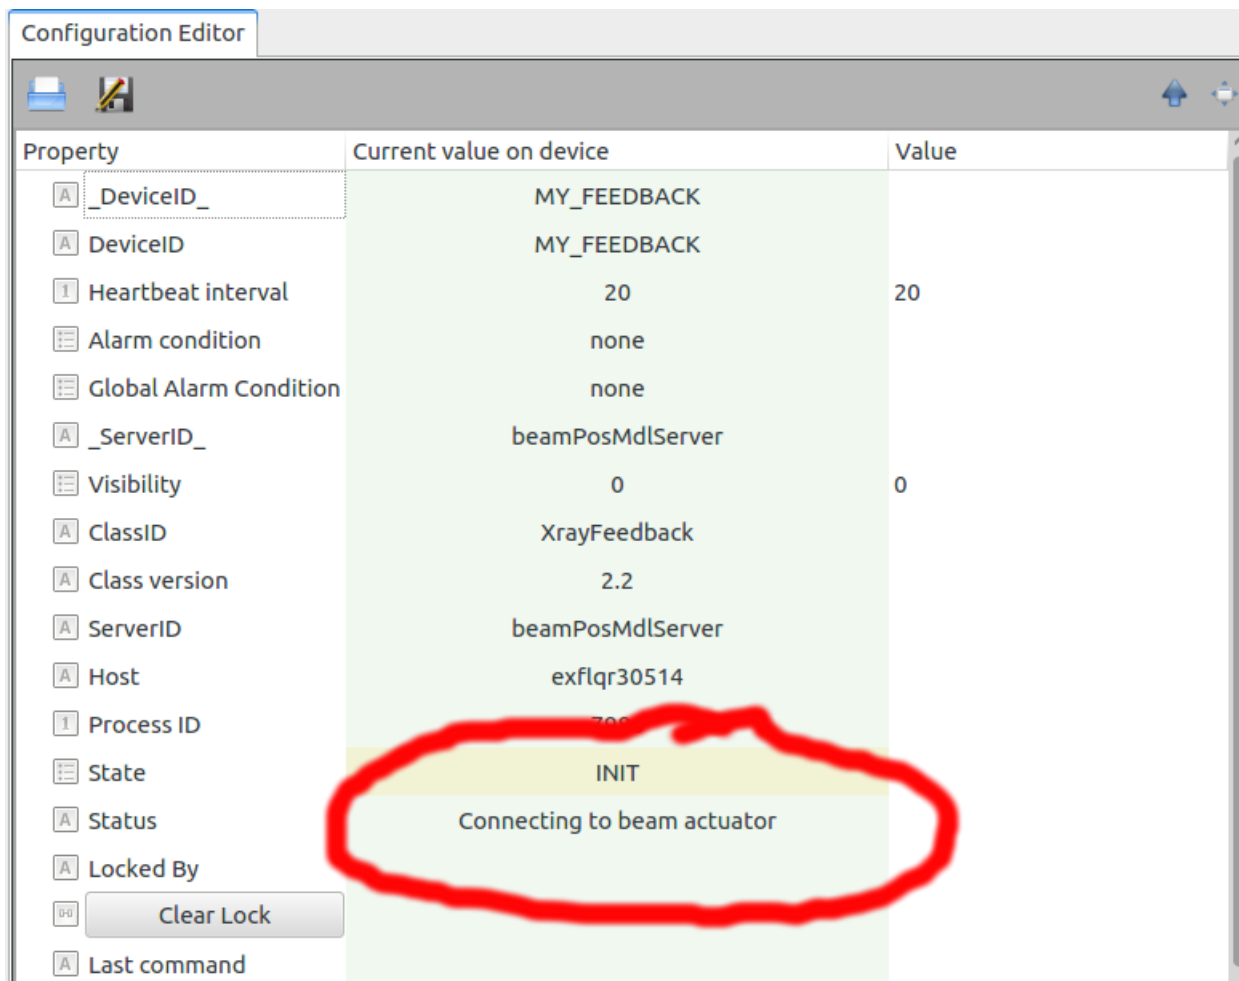 Configuration Editor
Property Current value on device Value
_DeviceID_ MY_FEEDBACK
DeviceID MY_FEEDBACK
Heartbeat interval 20 20
Alarm condition none
Global Alarm Condition none
_ServerID_ beamPosMdlServer
Visibility 0 0
ClassID XrayFeedback
Class version 2.2
ServerID beamPosMdlServer
Host exflqr30514
Process ID
State INIT
Status Connecting to beam actuator
Locked By
Clear Lock
Last command